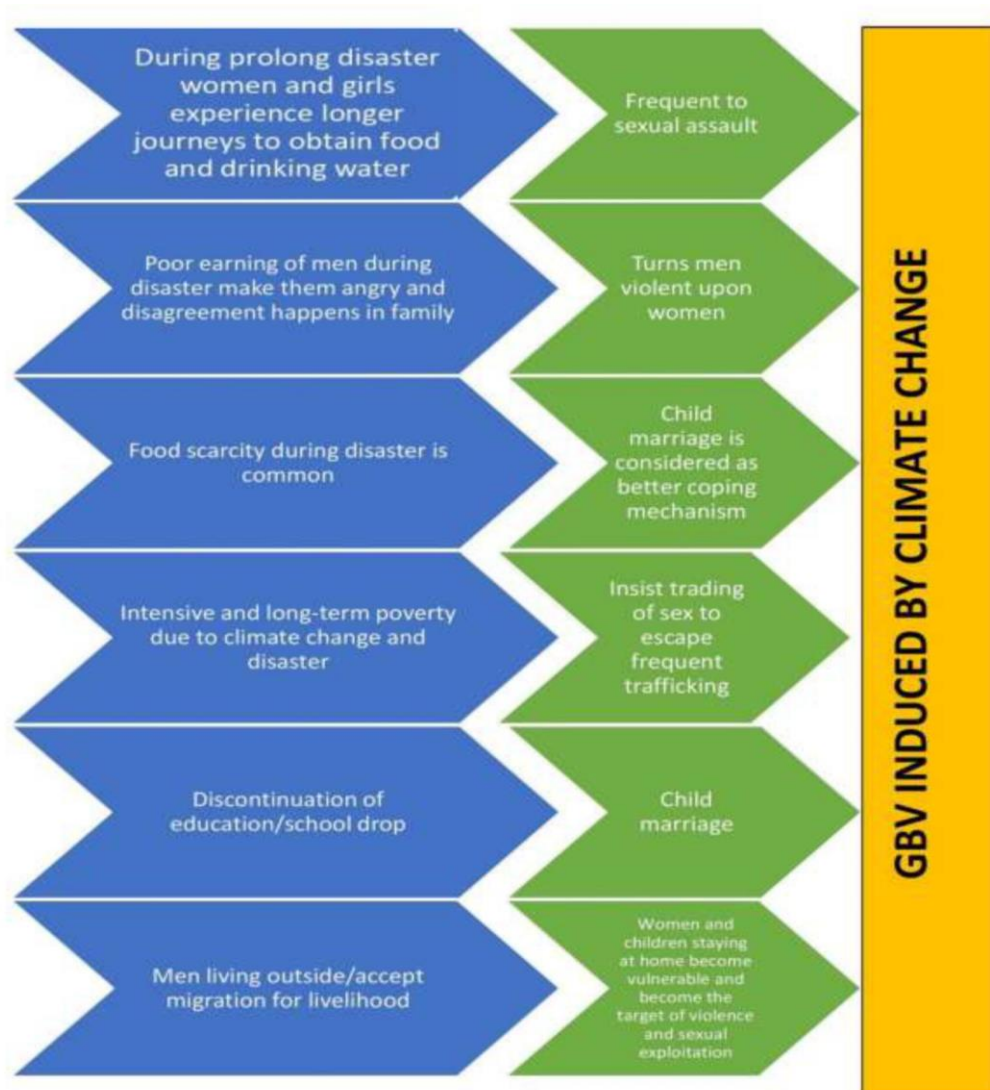 During prolong disaster
women and girls
experience longer
journeys to obtain food
and drinking water
Frequent to
sexual assault
Poor earning of men during
disaster make them angry and
disagreement happens in family
Turns men
violent upon
women
Food scarcity during disaster is
common
Child
marriage is
considered as
better coping
mechanism
Intensive and long-term poverty
due to climate change and
disaster
Insist trading
of sex to
escape
frequent
trafficking
Discontinuation of
education/school drop
Child
marriage
Men living outside/accept
migration for livelihood
Women and
children staying
at home become
vulnerable and
become the
target of violence
and sexual
exploitation
GBV INDUCED BY CLIMATE CHANGE